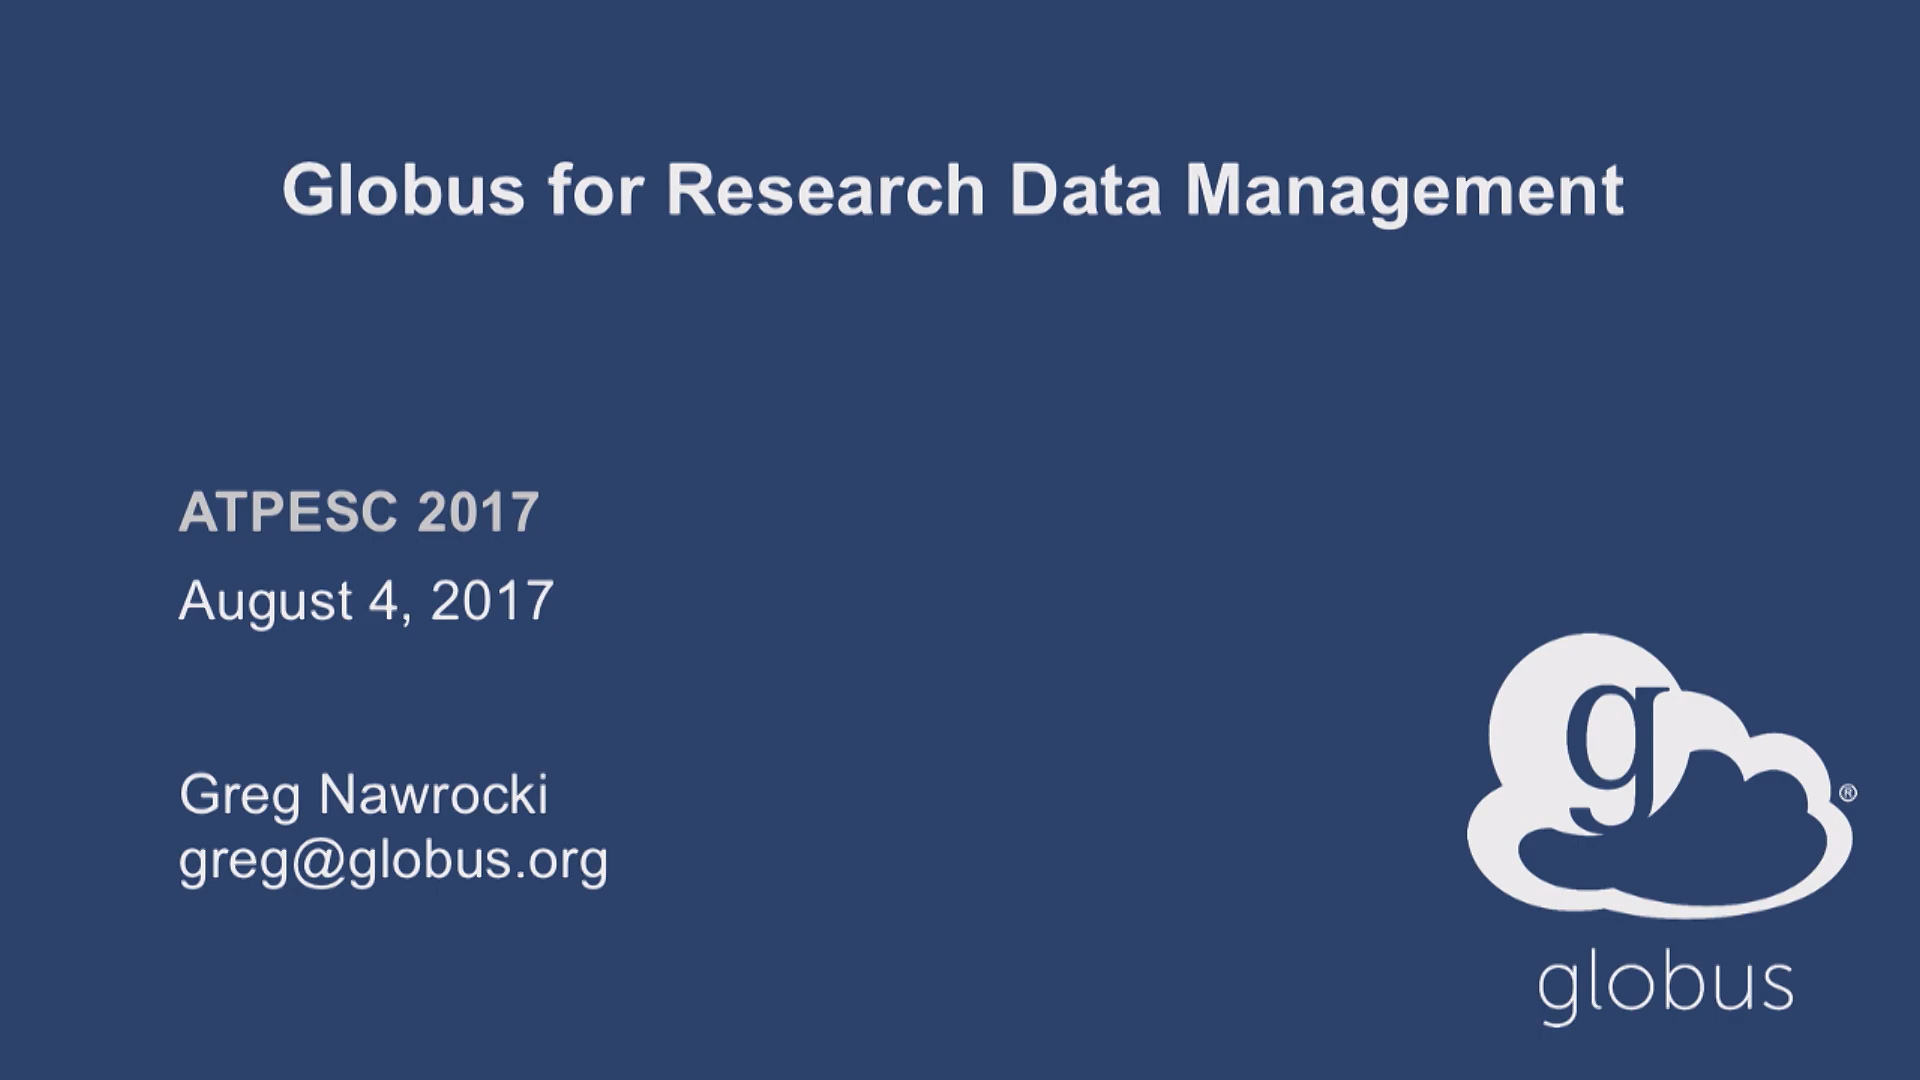 Globus for Research Data Management
ATPESC 2017
August 4, 2017
Greg Nawrocki
greg@globus.org
g
®
globus